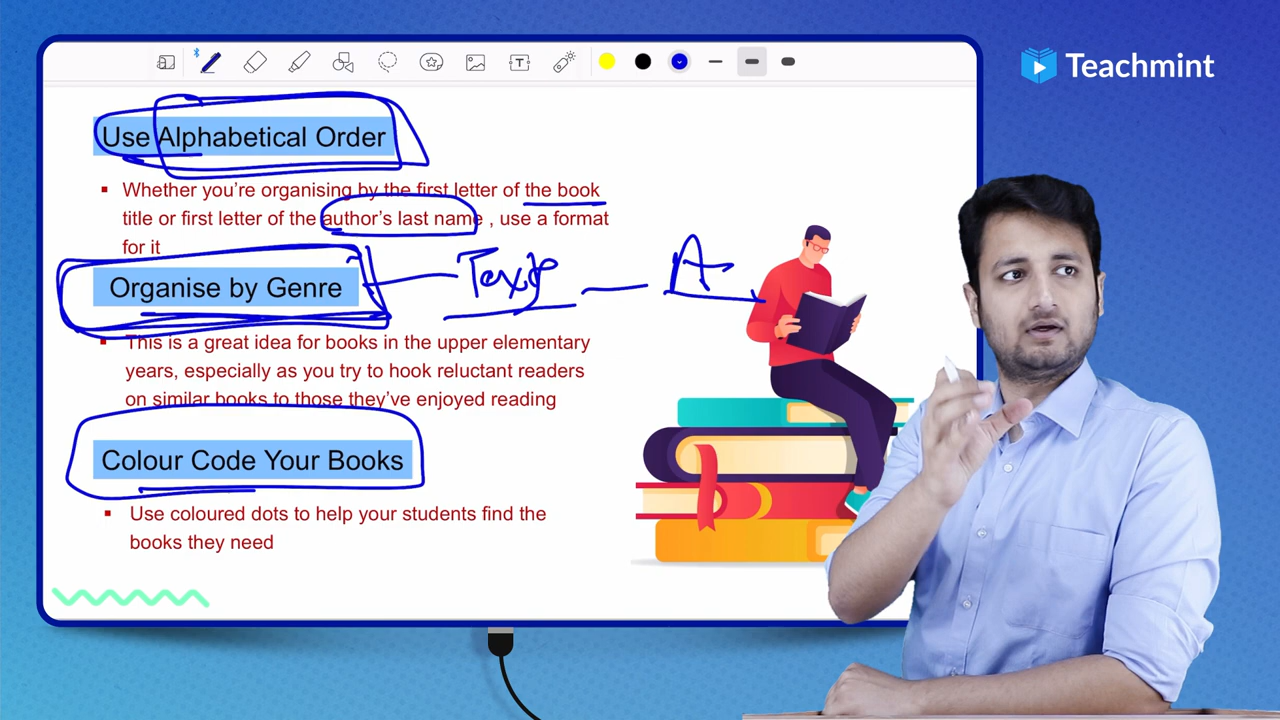 Teachmint
Use Alphabetical Order
▪ Whether you're organising by the first letter of the book
title or first letter of the author's last name , use a format
for it
Organise by Genre
A
▪ This is a great idea for books in the upper elementary
years, especially as you try to hook reluctant readers
on similar books to those they've enjoyed reading
Colour Code Your Books
▪ Use coloured dots to help your students find the
books they need